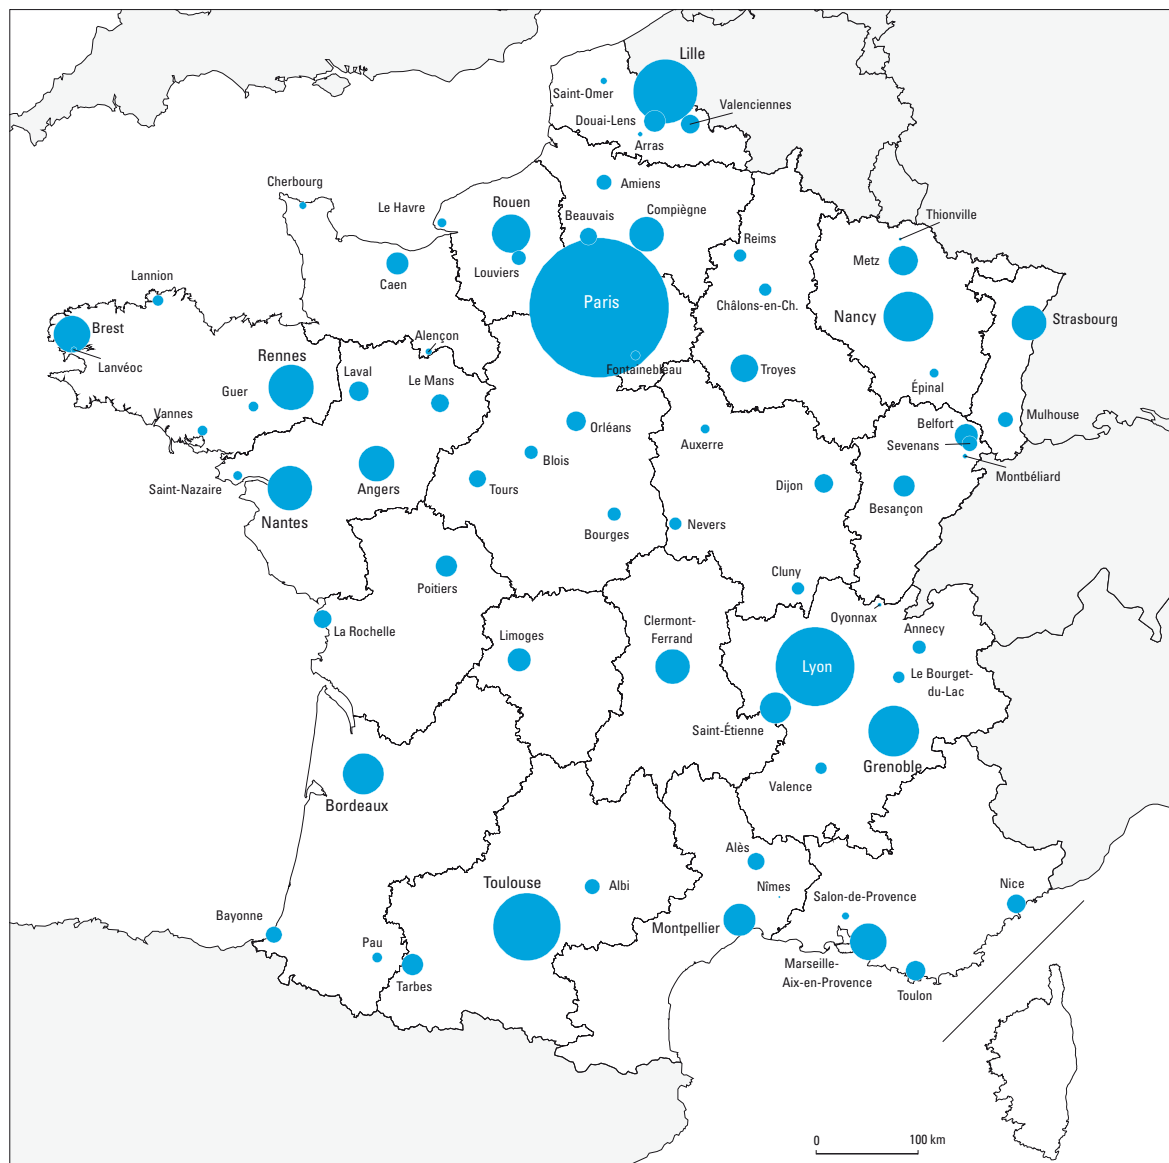 Lille
Saint-Omer
Valenciennes
Douai-Lens
Arras
Cherbourg
Amiens
Le Havre
Rouen
Beauvais
Compiègne
Thionville
Reims
Metz
Louviers
Caen
Lannion
Châlons-en-Ch.
Paris
Nancy
Strasbourg
Brest
Alençon
Rennes
Lanvéoc
Laval
Le Mans
Fontainebleau
Troyes
Épinal
Guer
Vannes
Orléans
Auxerre
Mulhouse
Belfort
Sevenans
Blois
Montbéliard
Saint-Nazaire
Angers
Tours
Dijon
Besançon
Nantes
Bourges
Nevers
Poitiers
Cluny
Oyonnax
La Rochelle
Limoges
Clermont-
Ferrand
Annecy
Lyon
Le Bourget-
du-Lac
Saint-Étienne
Grenoble
Valence
Bordeaux
Alès
Toulouse
Albi
Nîmes
Salon-de-Provence
Nice
Bayonne
Montpellier
Pau
Tarbes
Marseille-
Aix-en-Provence
Toulon
0
100 km